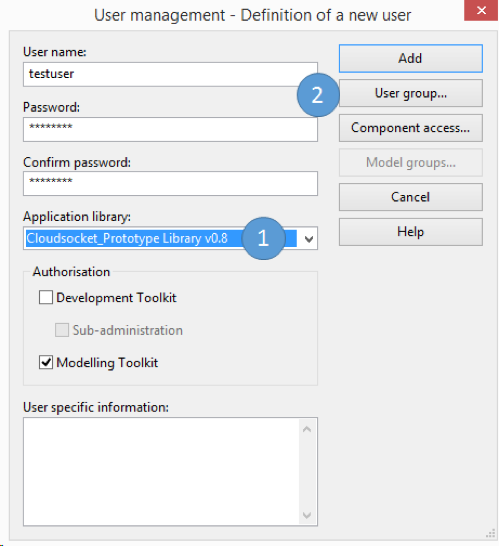 User management - Definition of a new user
User name:
testuser
Password:
********
Confirm password:
********
Application library:
Cloudsocket_Prototype Library v0.8
1
Authorisation
Development Toolkit
Sub-administration
Modelling Toolkit
User specific information:
Add
2
User group...
Component access...
Model groups...
Cancel
Help